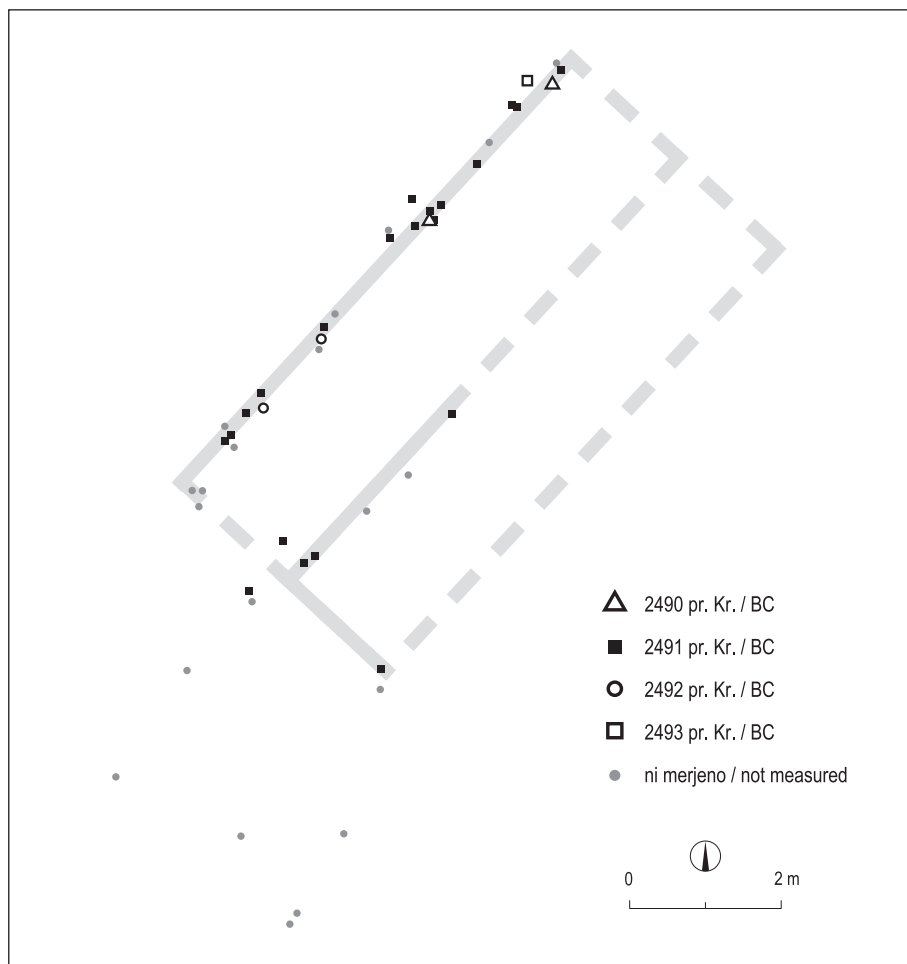 2490 pr. Kr. / BC
2491 pr. Kr. / BC
2492 pr. Kr. / BC
2493 pr. Kr. / BC
ni merjeno / not measured
0 2 m